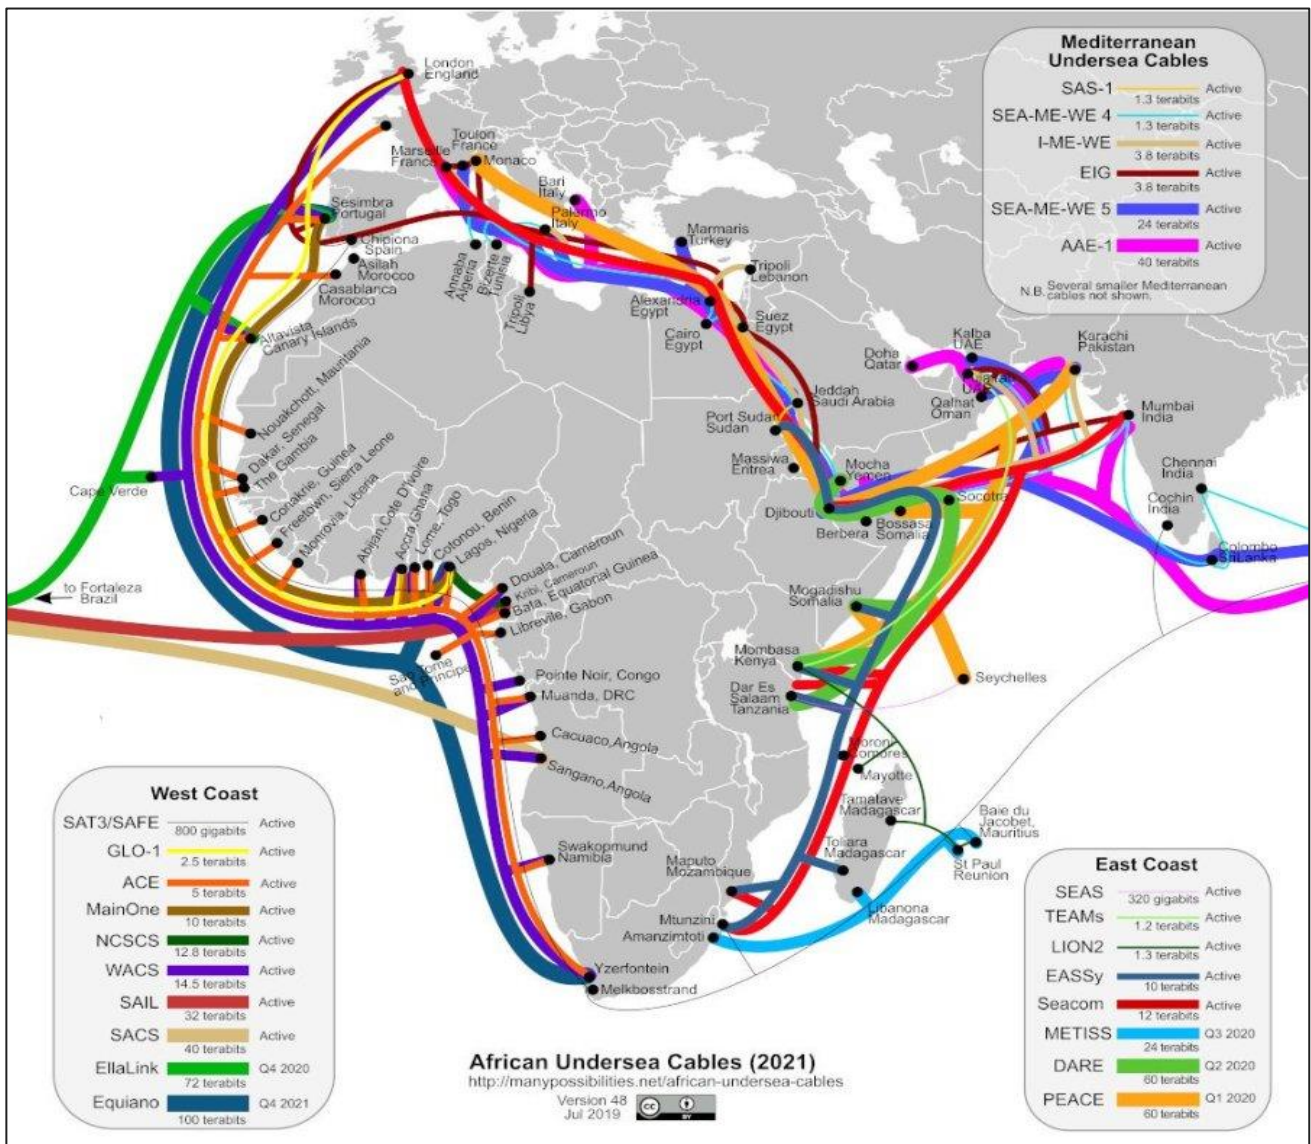 London
England
Toulon
France
Marseille
France
Monaco
Bari
Italy
Sesimbra
Portugal
Palermo
Italy
Marmaris
Turkey
Chipiona
Spain
Asilah
Morocco
Casablanca
Morocco
Annaba
Algeria
Bizerte
Tunisia
Tripoli
Libya
Tripoli
Lebanon
Alexandria
Egypt
Suez
Egypt
Cairo
Egypt
Altavista
Canary Islands
Doha
Qatar
Kalba
UAE
Karachi
Pakistan
Qalhat
Oman
Jeddah
Saudi Arabia
Port Sudan
Sudan
Mumbai
India
Massiwa
Eritrea
Mocha
Yemen
Chennai
India
Cochin
India
Socotra
Djibouti
Berbera
Bossasa
Somalia
Colombo
SriLanka
Nouakchott, Mauntania
Dakar, Senegal
The Gambia
Cape Verde
Conakrie, Guinea
Freetown, Sierra Leone
Monrovia, Liberia
Abijan,Cote D'Ivoire
Accra,Ghana
Lome, Togo
Cotonou, Benin
Lagos, Nigeria
Douala, Cameroun
Kribi, Cameroun
Bata, Equatorial Guinea
Libreville, Gabon
to Fortaleza
Brazil
Sao Tome
and Principe
Mogadishu
Somalia
Mombasa
Kenya
Seychelles
Dar Es
Salaam
Tanzania
Pointe Noir, Congo
Muanda, DRC
Cacuaco,Angola
Sangano,Angola
Moroni
Comores
Mayotte
Tamatave
Madagascar
Baie du
Jacobet,
Mauritius
Swakopmund
Namibia
Maputo
Mozambique
Toliara
Madagascar
St Paul
Reunion
Libanona
Madagascar
Mtunzini
Amanzimtoti
Yzerfontein
Melkbosstrand
Mediterranean
Undersea Cables
SAS-1 Active
1.3 terabits
SEA-ME-WE 4 Active
1.3 terabits
I-ME-WE Active
3.8 terabits
EIG Active
3.8 terabits
SEA-ME-WE 5 Active
24 terabits
AAE-1 Active
40 terabits
N.B. Several smaller Mediterranean
cables not shown.
West Coast
SAT3/SAFE Active
800 gigabits
GLO-1 Active
2.5 terabits
ACE Active
5 terabits
MainOne Active
10 terabits
NCSCS Active
12.8 terabits
WACS Active
14.5 terabits
SAIL Active
32 terabits
SACS Active
40 terabits
EllaLink Q4 2020
72 terabits
Equiano Q4 2021
100 terabits
East Coast
SEAS Active
320 gigabits
TEAMs Active
1.2 terabits
LION2 Active
1.3 terabits
EASSy Active
10 terabits
Seacom Active
12 terabits
METISS Q3 2020
24 terabits
DARE Q2 2020
60 terabits
PEACE Q1 2020
60 terabits
African Undersea Cables (2021)
http://manypossibilities.net/african-undersea-cables
Version 48
Jul 2019
cc
BY